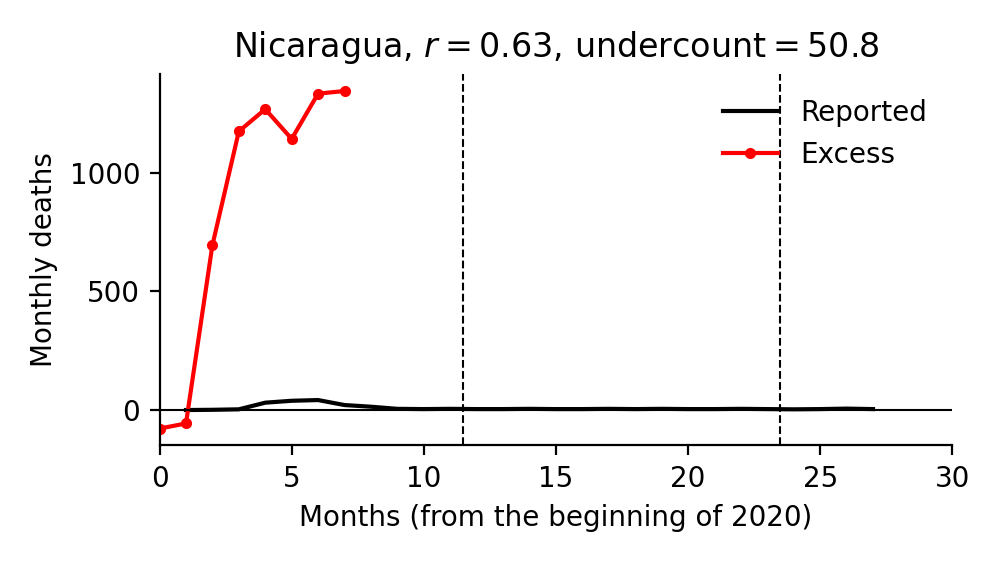 Nicaragua, r = 0.63, undercount = 50.8
Monthly deaths
1000
500
0
Reported
Excess
0 5 10 15 20 25 30
Months (from the beginning of 2020)